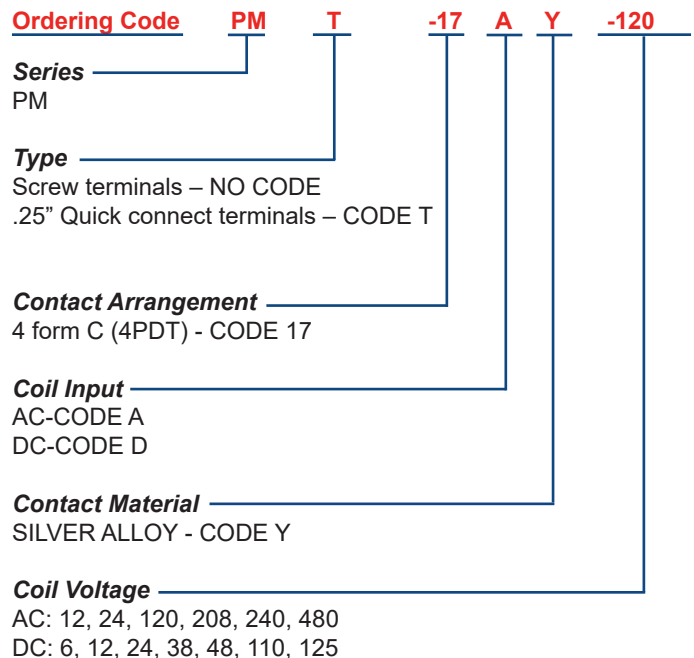 Ordering Code PM T -17 A Y -120
Series
PM
Type
Screw terminals – NO CODE
.25” Quick connect terminals – CODE T
Contact Arrangement
4 form C (4PDT) - CODE 17
Coil Input
AC-CODE A
DC-CODE D
Contact Material
SILVER ALLOY - CODE Y
Coil Voltage
AC: 12, 24, 120, 208, 240, 480
DC: 6, 12, 24, 38, 48, 110, 125